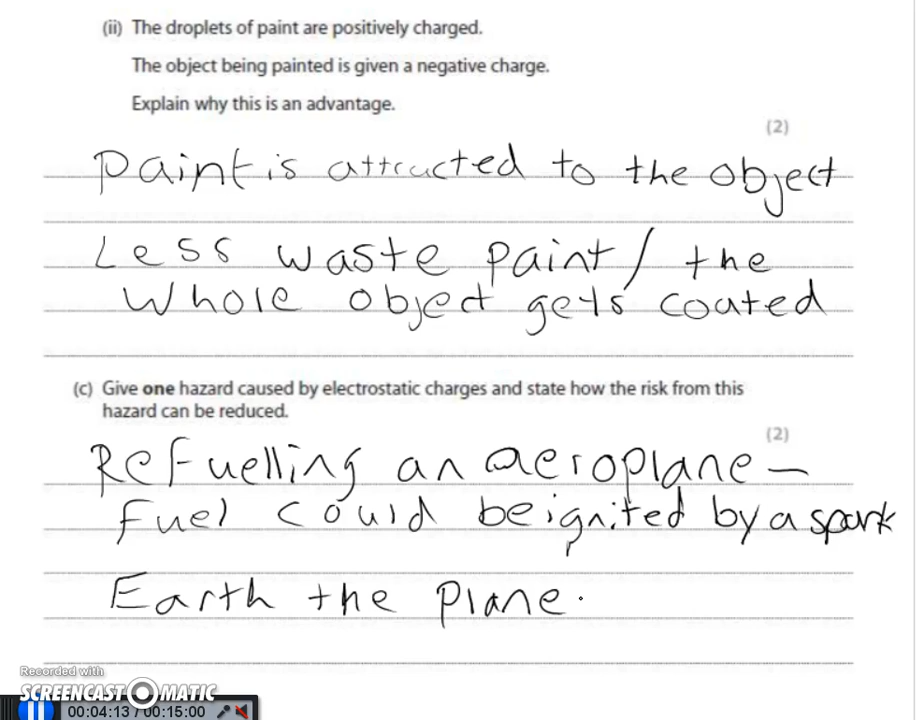 (ii) The droplets of paint are positively charged.
The object being painted is given a negative charge.
Explain why this is an advantage.
(2)
Paint is attracted to the object
Less waste paint / the
whole object gets coated
(c) Give one hazard caused by electrostatic charges and state how the risk from this
hazard can be reduced.
(2)
Refuelling an aeroplane –
fuel could be ignited by a spark
Earth the plane.
Recorded with
SCREENCAST-O-MATIC
00:04:13 / 00:15:00